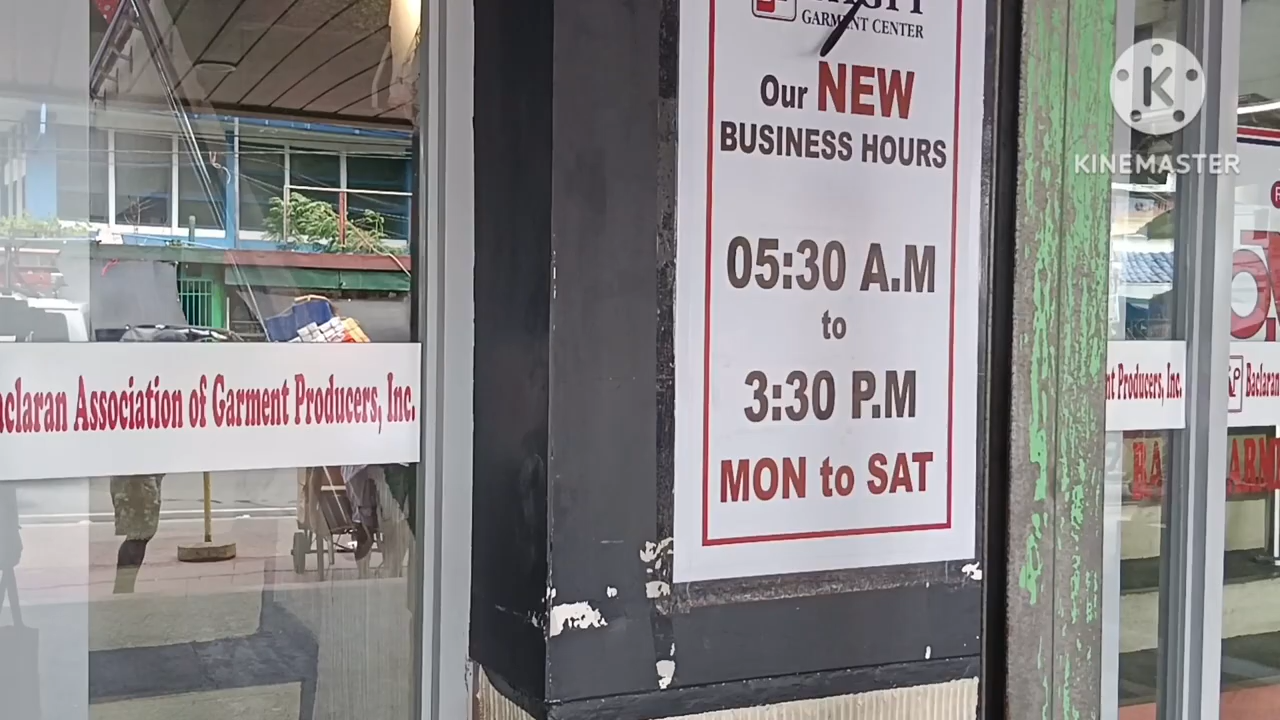 GARMENT CENTER
Our NEW
BUSINESS HOURS
05:30 A.M
to
3:30 P.M
MON to SAT
Association of Garment Producers, Inc.
Producers, Inc.
Baclaran
KINEMASTER